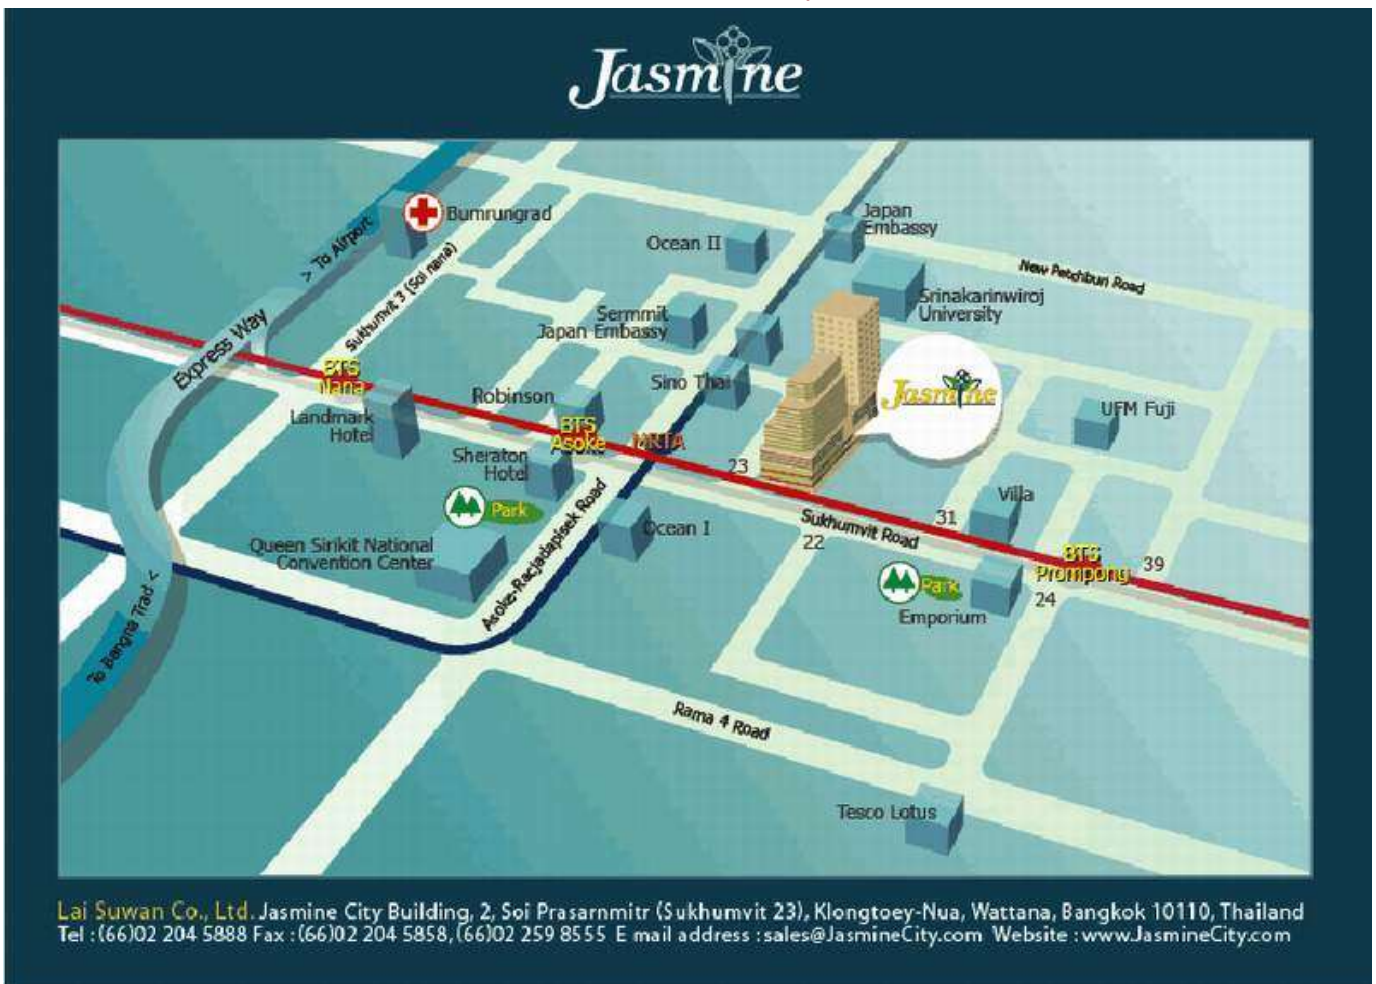 Jasmine
Bumrungrad
Japan
Embassy
Ocean II
> To Airport
Sukhumvit 3 (Soi nana)
New Petchburi Road
Srinakarinwiroj
University
Sermmit
Japan Embassy
Express Way
BTS
Nana
Sino Thai
Jasmine
Robinson
Landmark
Hotel
UFM Fuji
BTS
Asoke
MRTA
Sheraton
Hotel
23
Villa
Park
31
Sukhumvit Road
22
Ocean I
Asoke-Racjadapisek Road
Queen Sirikit National
Convention Center
BTS
Prompong
39
Park
24
Emporium
To Bangna Trad <
Rama 4 Road
Tesco Lotus
Lai Suwan Co., Ltd. Jasmine City Building, 2, Soi Prasarnmitr (Sukhumvit 23), Klongtoey-Nua, Wattana, Bangkok 10110, Thailand
Tel :(66)02 204 5888 Fax :(66)02 204 5858, (66)02 259 8555 E mail address :sales@JasmineCity.com Website :www.JasmineCity.com